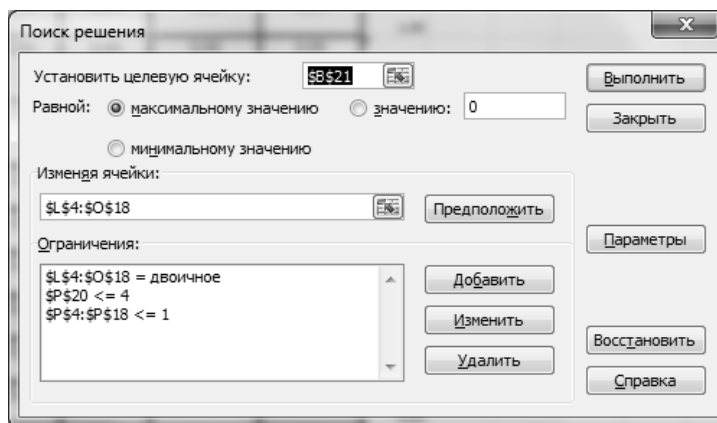 Поиск решения
Установить целевую ячейку: $B$21
Выполнить
Равной: максимальному значению значению: 0
Закрыть
минимальному значению
Изменяя ячейки:
$L$4:$O$18
Предположить
Ограничения:
Параметры
$L$4:$O$18 = двоичное
$P$20 <= 4
$P$4:$P$18 <= 1
Добавить
Изменить
Удалить
Восстановить
Справка